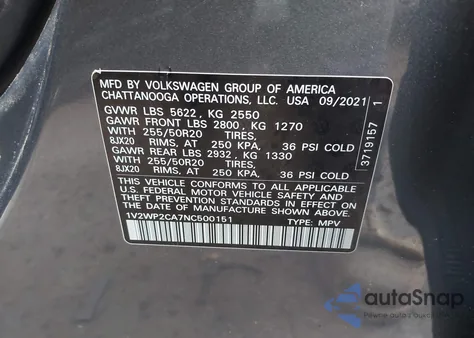 MFD BY VOLKSWAGEN GROUP OF AMERICA
CHATTANOOGA OPERATIONS, LLC. USA 09/2021
GVWR LBS 5622, KG 2550
GAWR FRONT LBS 2800, KG 1270
WITH 255/50R20 TIRES,
8JX20 RIMS, AT 250 KPA, 36 PSI COLD
GAWR REAR LBS 2932, KG 1330
WITH 255/50R20 TIRES,
8JX20 RIMS, AT 250 KPA, 36 PSI COLD
THIS VEHICLE CONFORMS TO ALL APPLICABLE
U.S. FEDERAL MOTOR VEHICLE SAFETY AND
THEFT PREVENTION STANDARDS IN EFFECT ON
THE DATE OF MANUFACTURE SHOWN ABOVE.
1V2WP2CA7NC500151 TYPE: MPV
3719157 1
autoSnap